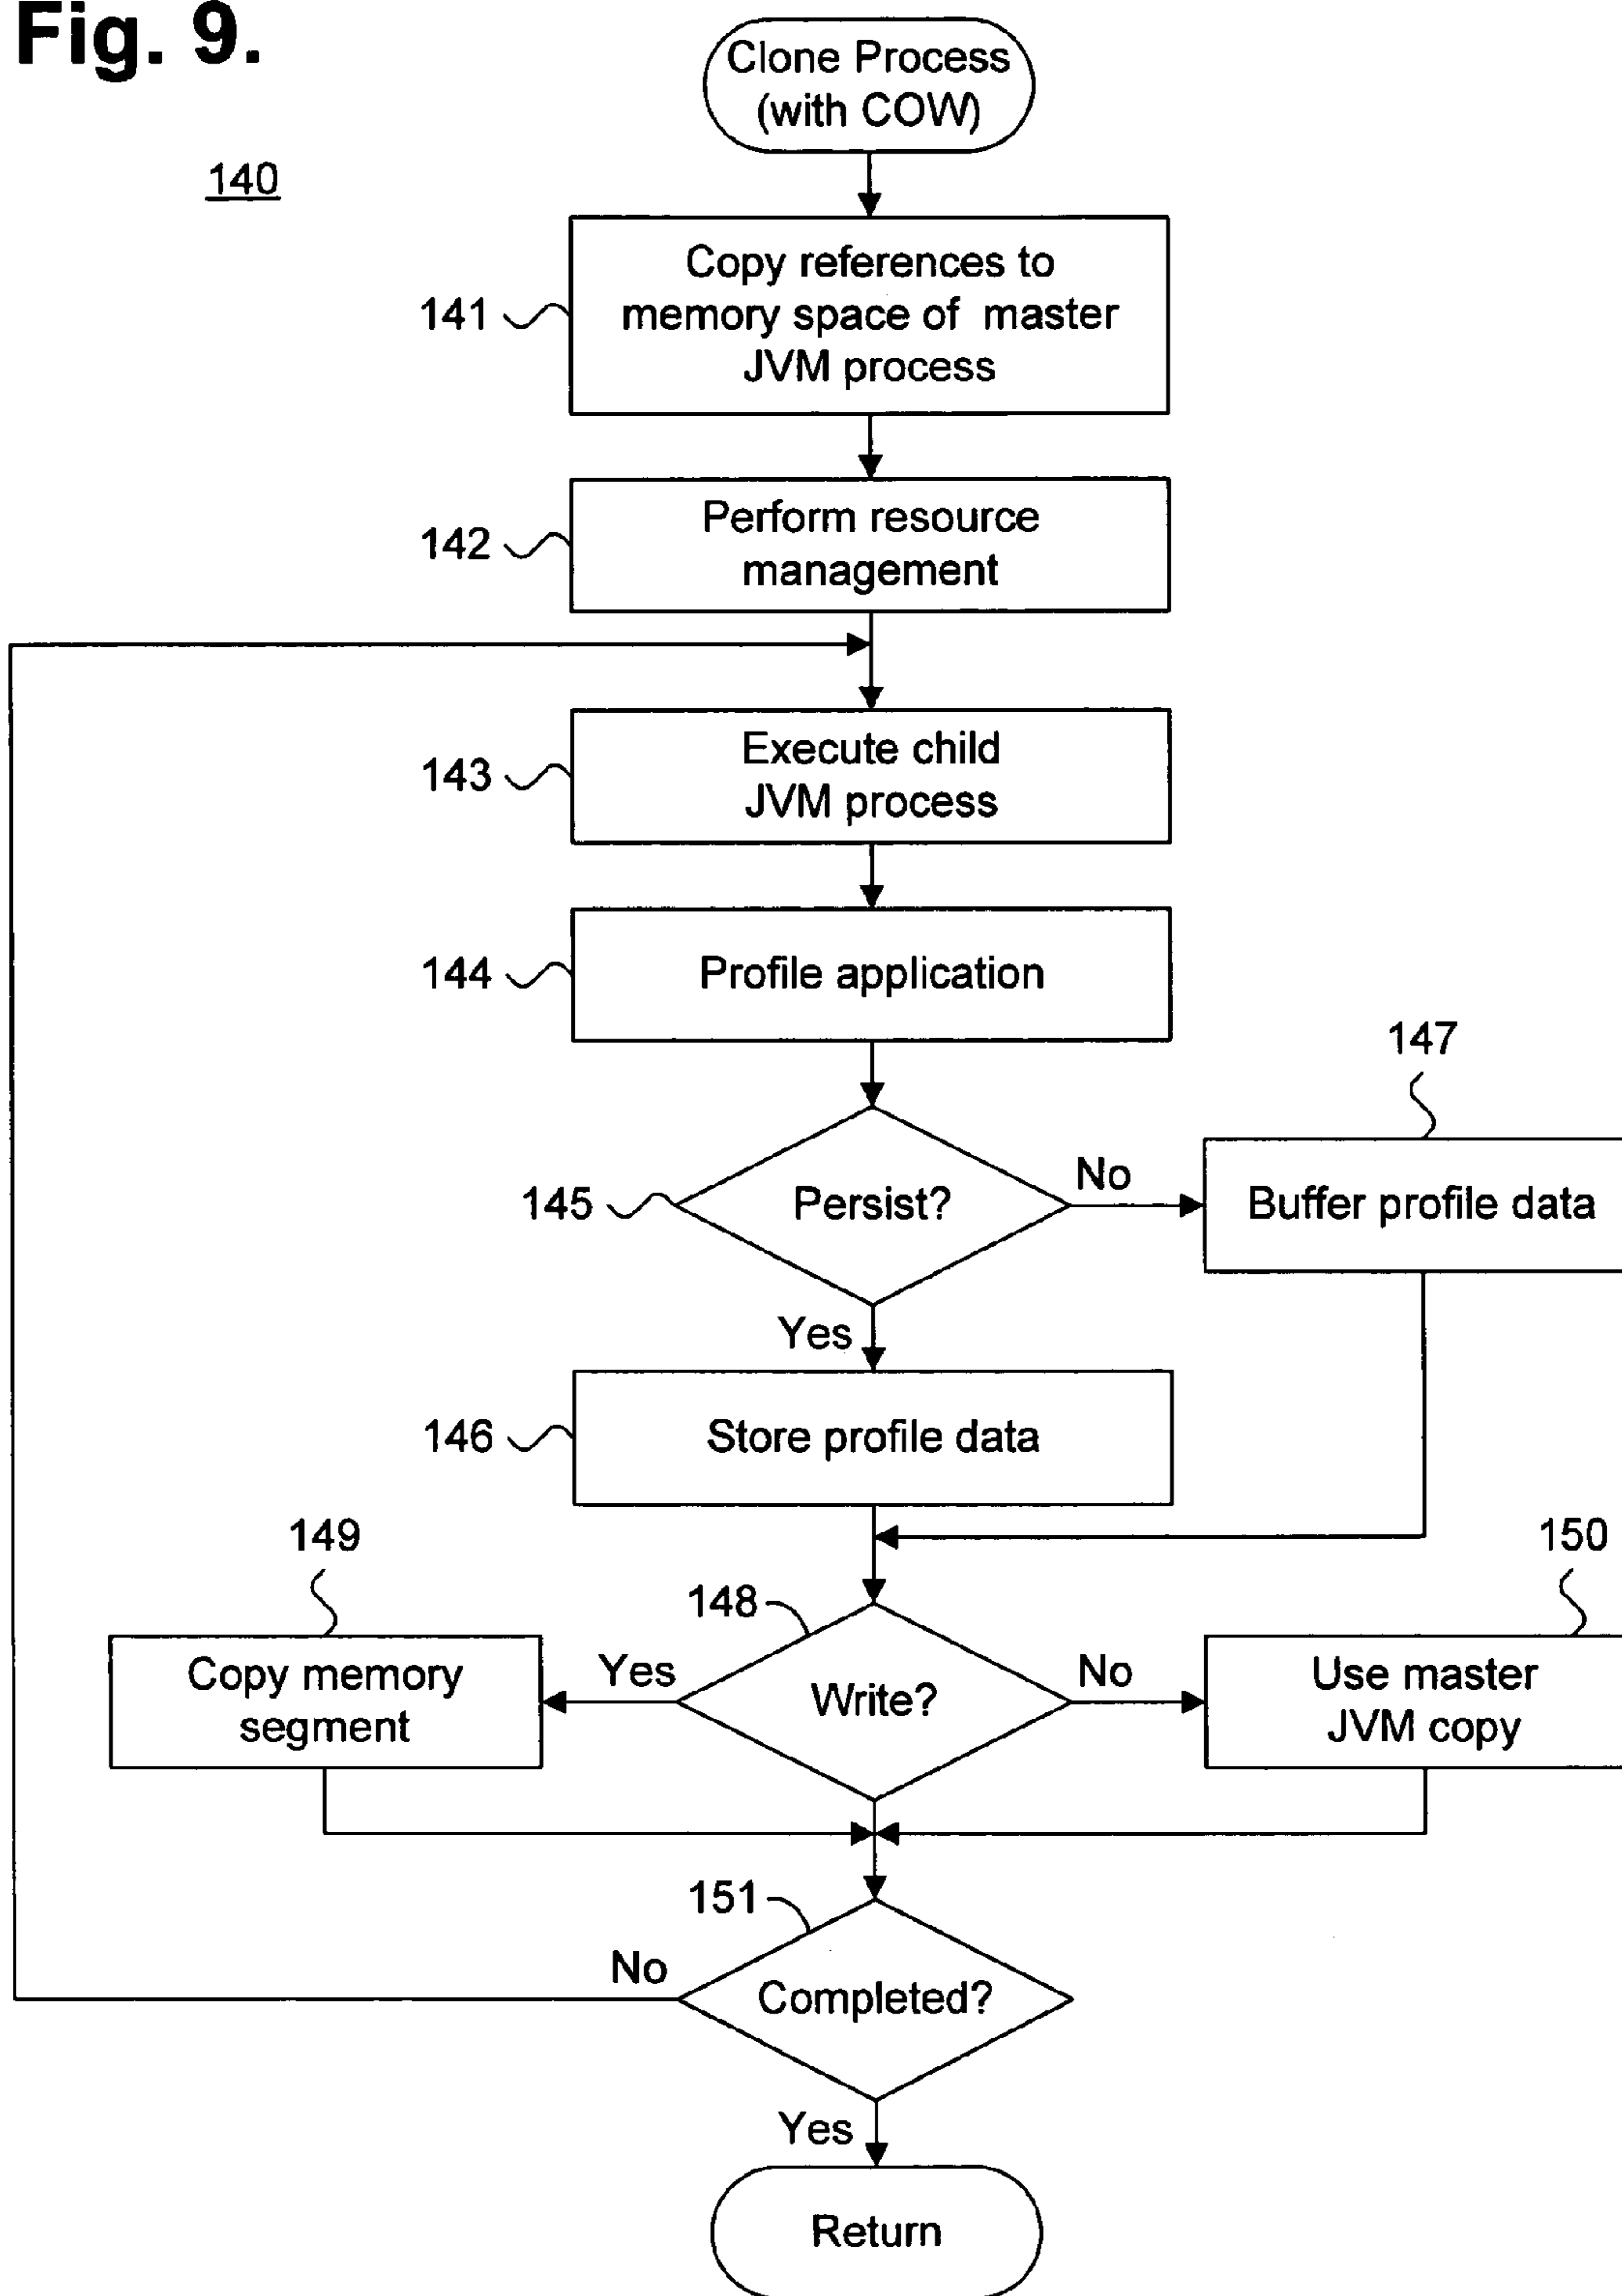 Fig. 9.
Clone Process
(with COW)
140
Copy references to
memory space of master
JVM process
141
Perform resource
management
142
Execute child
JVM process
143
Profile application
144
147
Persist?
145
No
Buffer profile data
Yes
Store profile data
146
149
150
148
Copy memory
segment
Yes
Write?
No
Use master
JVM copy
151
No
Completed?
Yes
Return